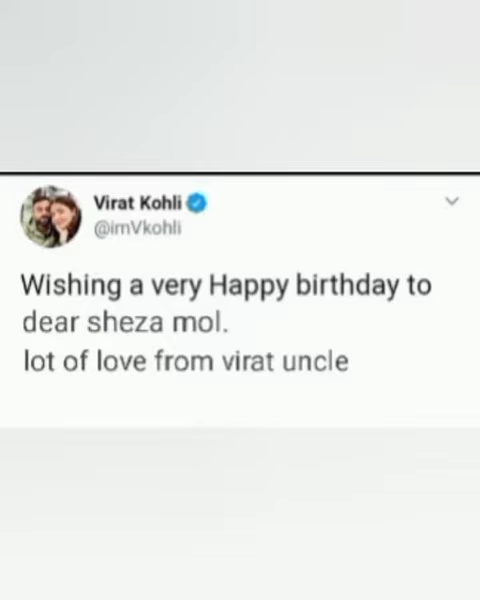 Virat Kohli
@imVkohli
Wishing a very Happy birthday to
dear sheza mol.
lot of love from virat uncle